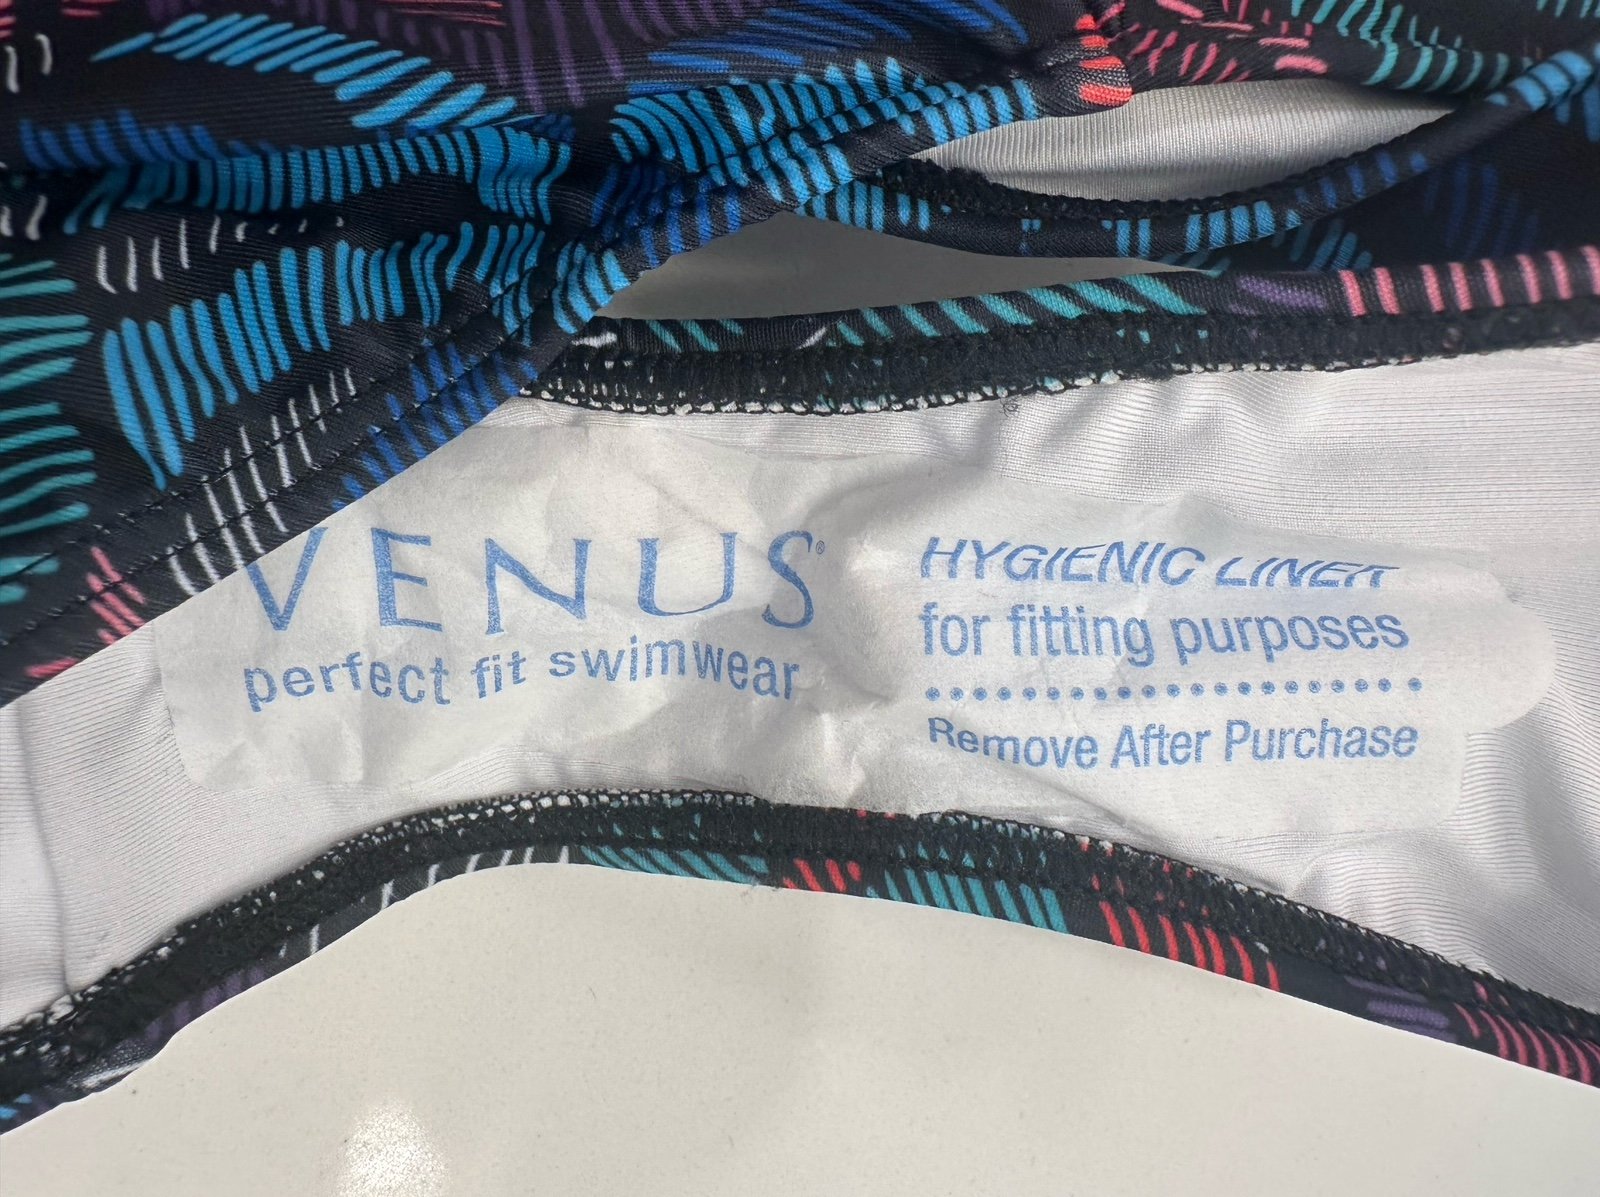 VENUS®
perfect fit swimwear
HYGIENIC LINER
for fitting purposes
Remove After Purchase